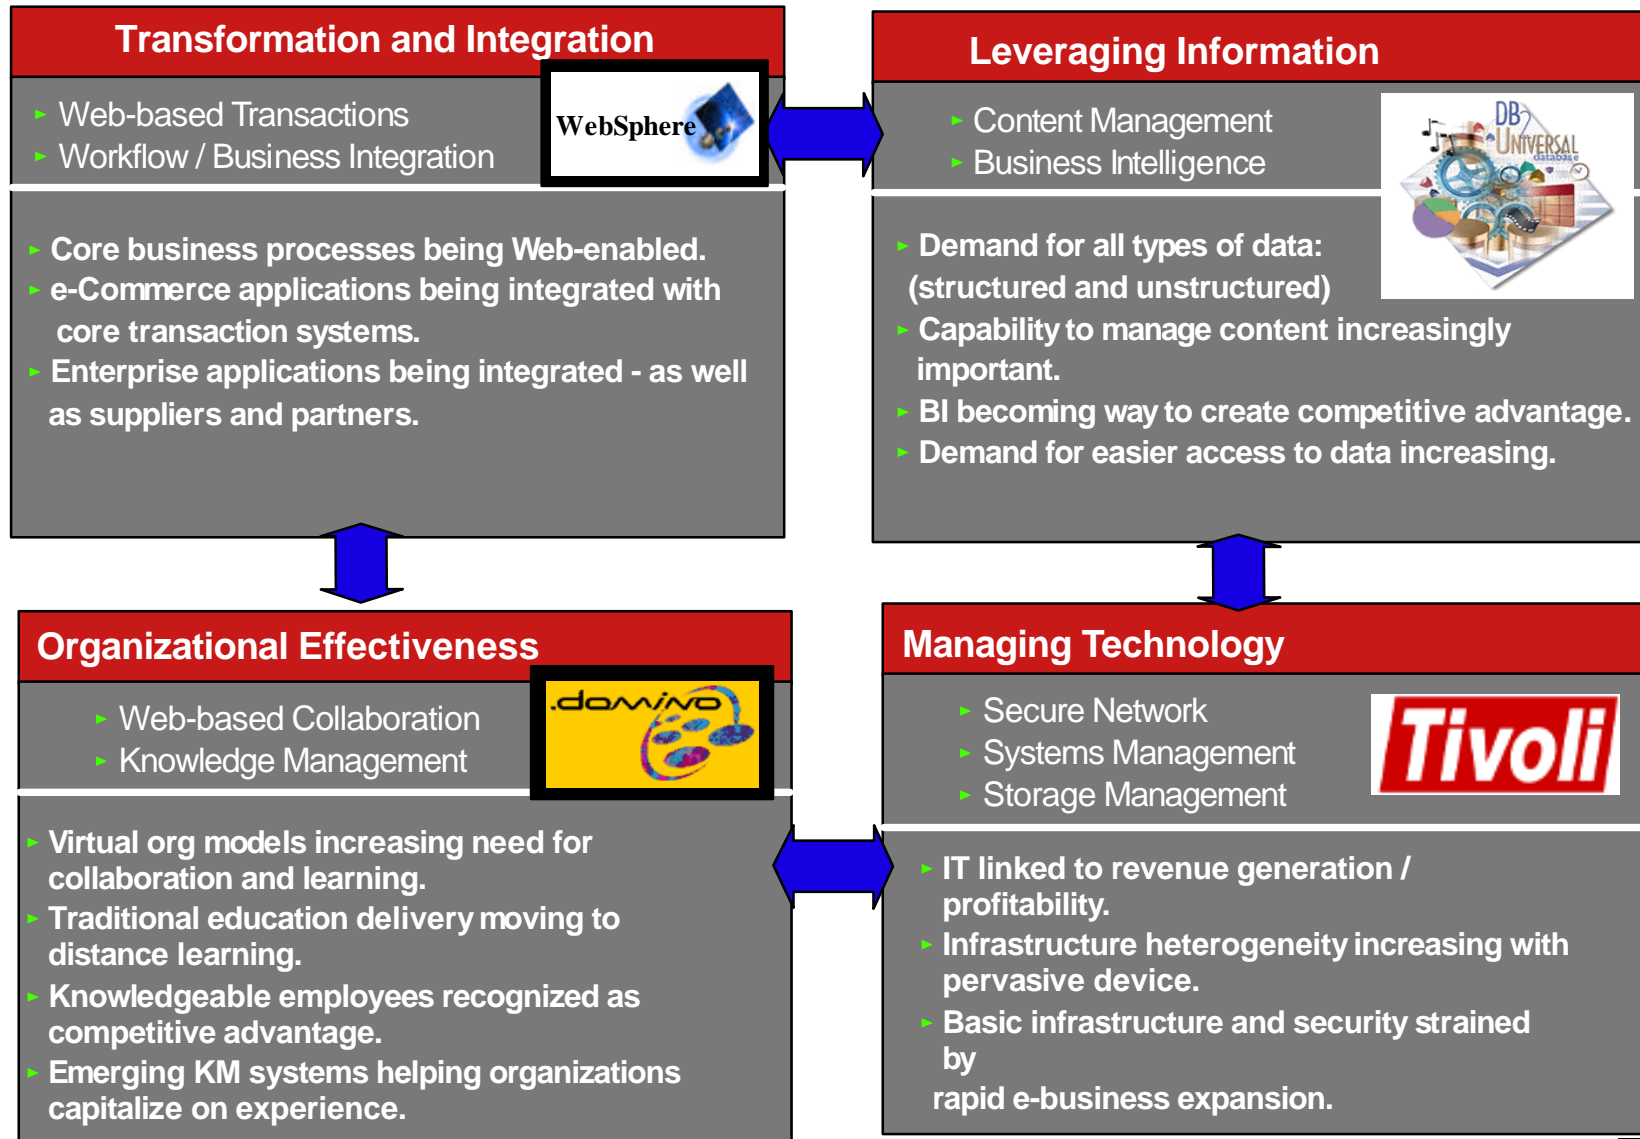 Transformation and Integration
Web-based Transactions
Workflow / Business Integration
WebSphere
Core business processes being Web-enabled.
e-Commerce applications being integrated with
core transaction systems.
Enterprise applications being integrated - as well
as suppliers and partners.
Leveraging Information
Content Management
Business Intelligence
DB2
UNIVERSAL
database
Demand for all types of data:
(structured and unstructured)
Capability to manage content increasingly
important.
BI becoming way to create competitive advantage.
Demand for easier access to data increasing.
Organizational Effectiveness
Web-based Collaboration
Knowledge Management
.domino
Virtual org models increasing need for
collaboration and learning.
Traditional education delivery moving to
distance learning.
Knowledgeable employees recognized as
competitive advantage.
Emerging KM systems helping organizations
capitalize on experience.
Managing Technology
Secure Network
Systems Management
Storage Management
Tivoli
IT linked to revenue generation /
profitability.
Infrastructure heterogeneity increasing with
pervasive device.
Basic infrastructure and security strained
by
rapid e-business expansion.